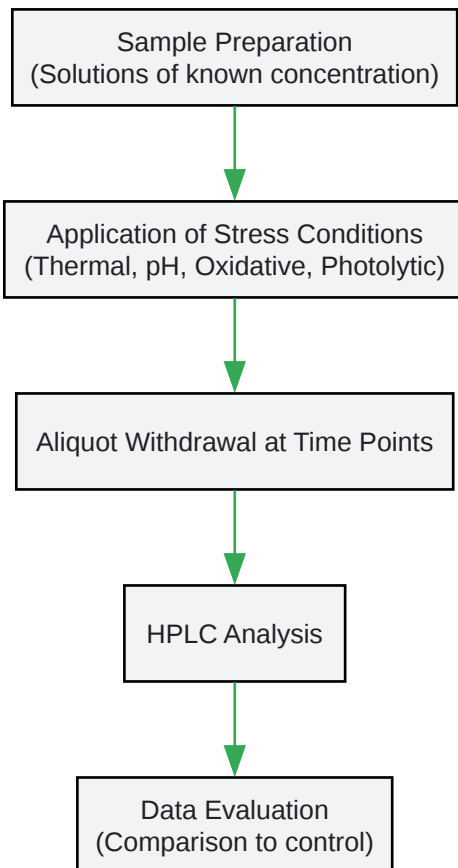 Sample Preparation
(Solutions of known concentration)
Application of Stress Conditions
(Thermal, pH, Oxidative, Photolytic)
Aliquot Withdrawal at Time Points
HPLC Analysis
Data Evaluation
(Comparison to control)